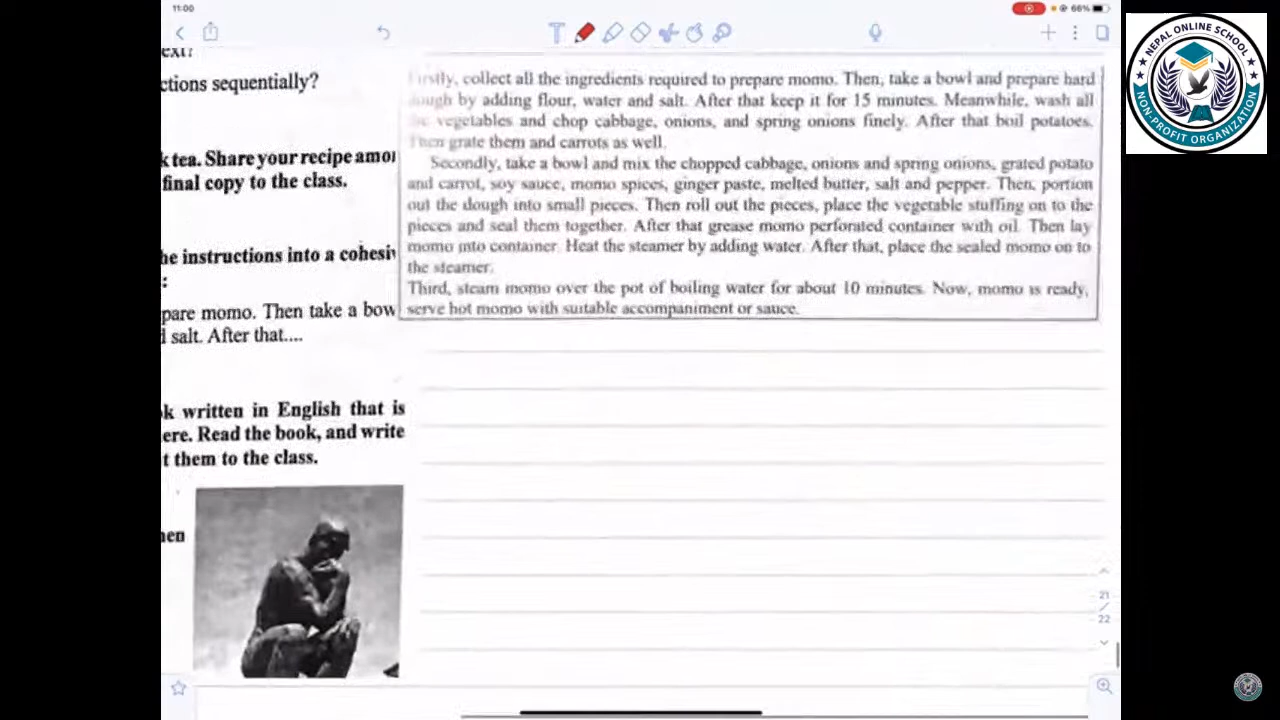 11:00
66%
NEPAL ONLINE SCHOOL
NON-PROFIT ORGANIZATION
ctions sequentially?
k tea. Share your recipe amon
final copy to the class.
he instructions into a cohesiv
:
pare momo. Then take a bow
l salt. After that....
k written in English that is
ere. Read the book, and write
t them to the class.
hen
Firstly, collect all the ingredients required to prepare momo. Then, take a bowl and prepare hard
dough by adding flour, water and salt. After that keep it for 15 minutes. Meanwhile, wash all
the vegetables and chop cabbage, onions, and spring onions finely. After that boil potatoes.
Then grate them and carrots as well.
Secondly, take a bowl and mix the chopped cabbage, onions and spring onions, grated potato
and carrot, soy sauce, momo spices, ginger paste, melted butter, salt and pepper. Then, portion
out the dough into small pieces. Then roll out the pieces, place the vegetable stuffing on to the
pieces and seal them together. After that grease momo perforated container with oil. Then lay
momo into container. Heat the steamer by adding water. After that, place the sealed momo on to
the steamer.
Third, steam momo over the pot of boiling water for about 10 minutes. Now, momo is ready,
serve hot momo with suitable accompaniment or sauce.
21
/
22